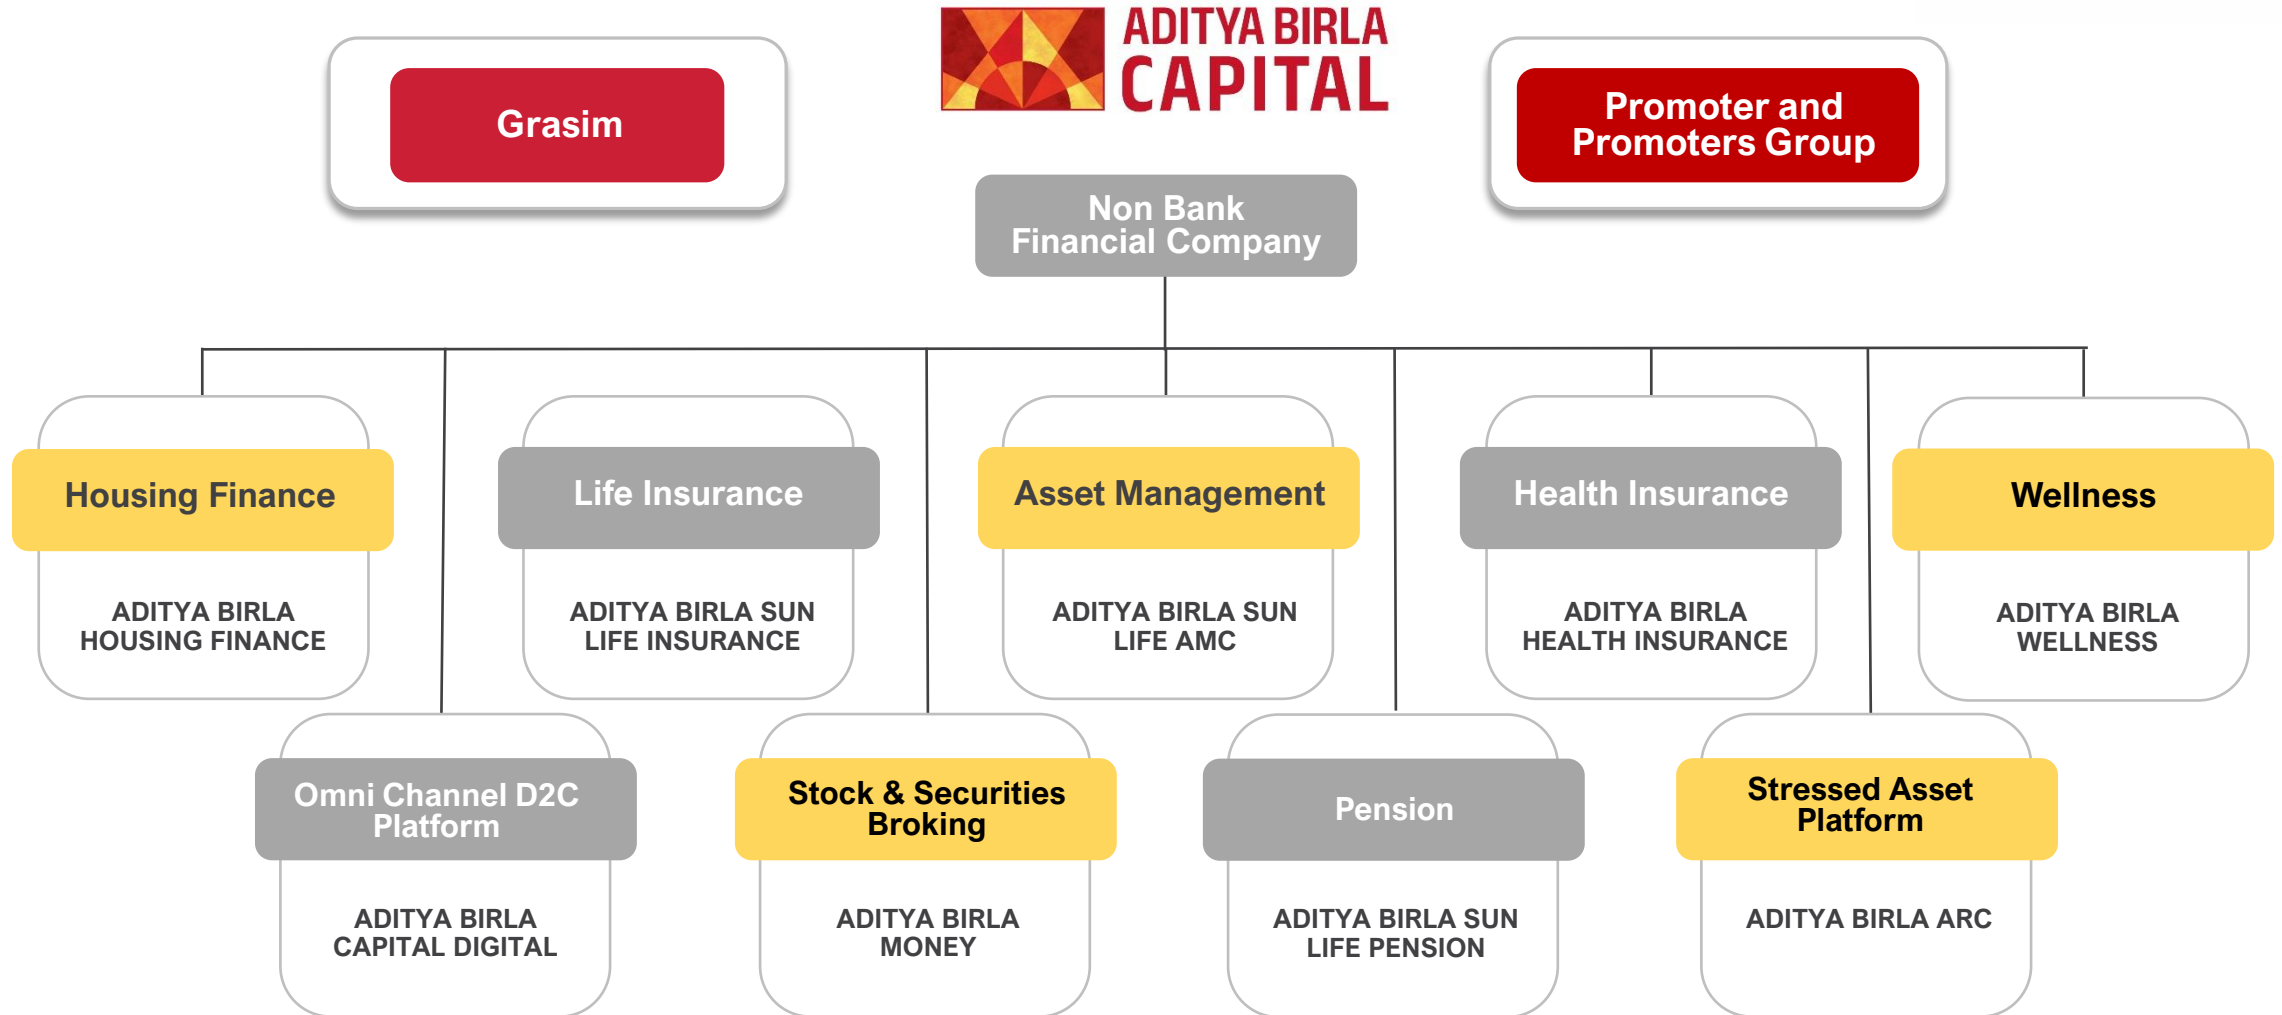 Grasim
ADITYA BIRLA
CAPITAL
Promoter and
Promoters Group
Non Bank
Financial Company
Housing Finance
ADITYA BIRLA
HOUSING FINANCE
Life Insurance
ADITYA BIRLA SUN
LIFE INSURANCE
Asset Management
ADITYA BIRLA SUN
LIFE AMC
Health Insurance
ADITYA BIRLA
HEALTH INSURANCE
Wellness
ADITYA BIRLA
WELLNESS
Omni Channel D2C
Platform
ADITYA BIRLA
CAPITAL DIGITAL
Stock & Securities
Broking
ADITYA BIRLA
MONEY
Pension
ADITYA BIRLA SUN
LIFE PENSION
Stressed Asset
Platform
ADITYA BIRLA ARC